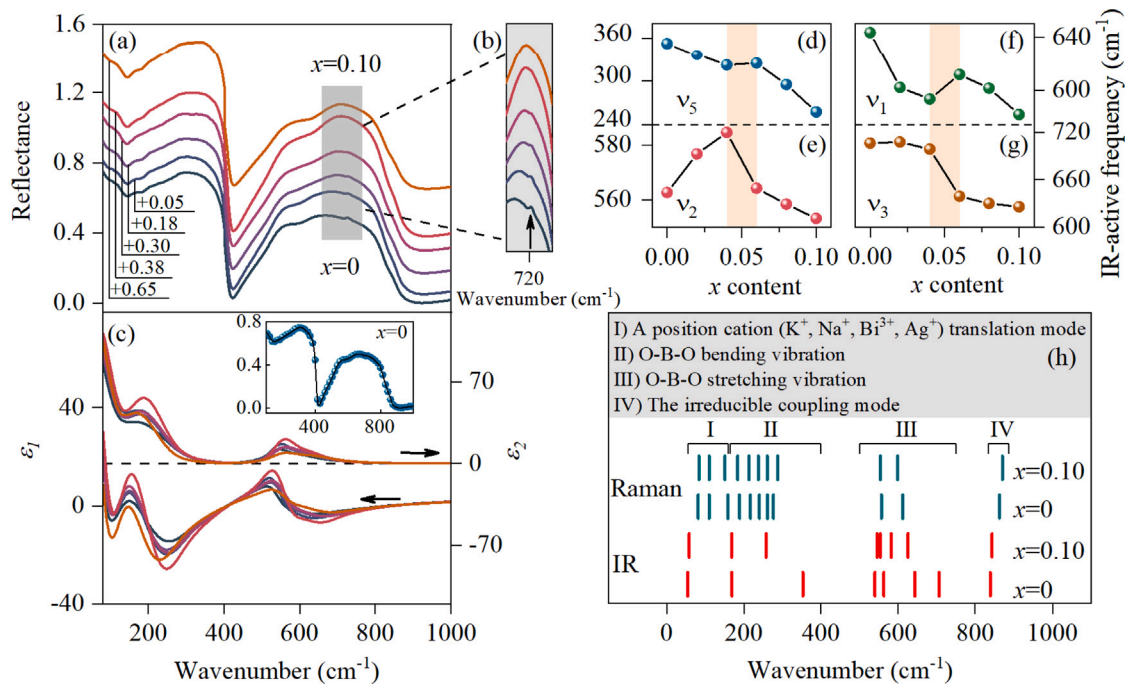 (a)
1.6
1.2
0.8
0.4
0.0
Reflectance
x=0.10
x=0
+0.05
+0.18
+0.30
+0.38
+0.65
(b)
720
Wavenumber (cm⁻¹)
(c)
40
0
-40
ε₁
x=0
0.8
0.4
0.0
400 800
70
0
-70
ε₂
200 400 600 800 1000
Wavenumber (cm⁻¹)
(d)
360
300
240
ν₅
(e)
580
560
ν₂
0.00 0.05 0.10
x content
(f)
640
600
ν₁
(g)
720
660
600
ν₃
0.00 0.05 0.10
x content
IR-active frequency (cm⁻¹)
(h)
I) A position cation (K⁺, Na⁺, Bi³⁺, Ag⁺) translation mode
II) O-B-O bending vibration
III) O-B-O stretching vibration
IV) The irreducible coupling mode
I II III IV
Raman
x=0.10
x=0
IR
x=0.10
x=0
0 200 400 600 800 1000
Wavenumber (cm⁻¹)